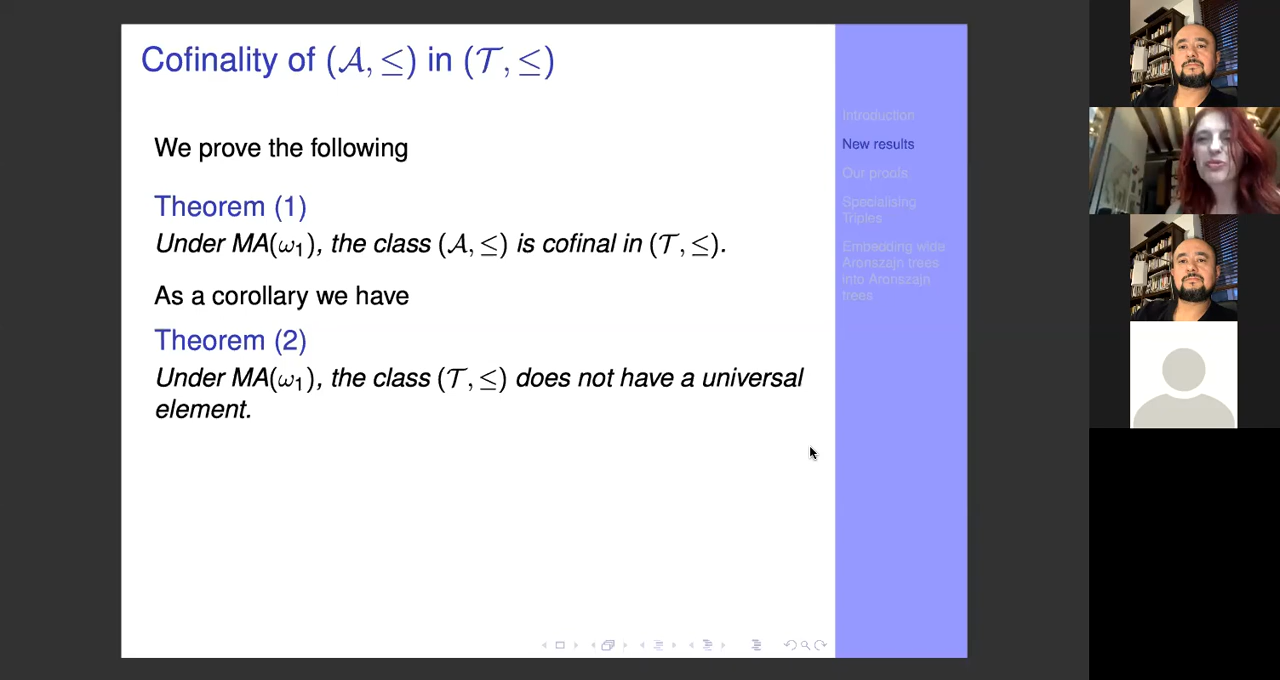 Cofinality of (𝒜, ≤) in (𝒯, ≤)
We prove the following
Theorem (1)
Under MA(ω₁), the class (𝒜, ≤) is cofinal in (𝒯, ≤).
As a corollary we have
Theorem (2)
Under MA(ω₁), the class (𝒯, ≤) does not have a universal
element.
Introduction
New results
Our proofs
Specialising
Triples
Embedding wide
Aronszajn trees
into Aronszajn
trees